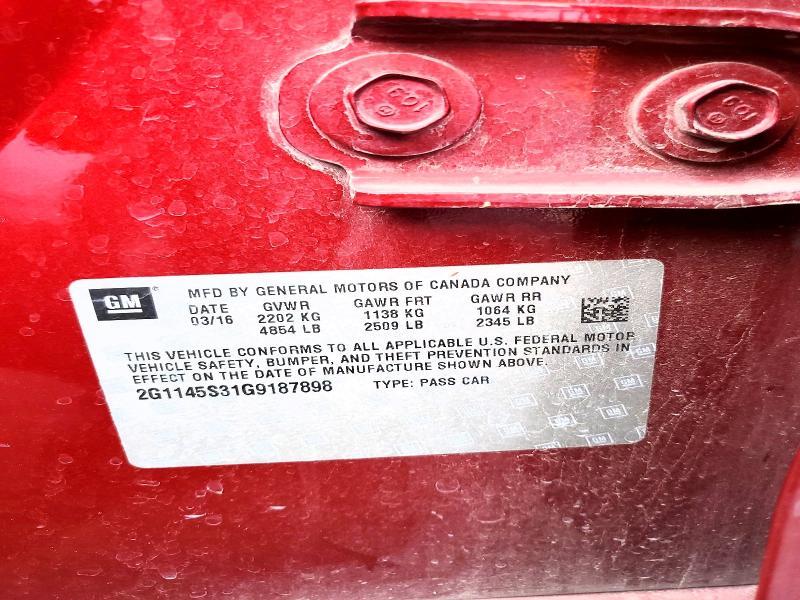 GM ® MFD BY GENERAL MOTORS OF CANADA COMPANY
DATE GVWR GAWR FRT GAWR RR
03/16 2202 KG 1138 KG 1064 KG
4854 LB 2509 LB 2345 LB
THIS VEHICLE CONFORMS TO ALL APPLICABLE U.S. FEDERAL MOTOR
VEHICLE SAFETY, BUMPER, AND THEFT PREVENTION STANDARDS IN
EFFECT ON THE DATE OF MANUFACTURE SHOWN ABOVE.
2G1145S31G9187898 TYPE: PASS CAR